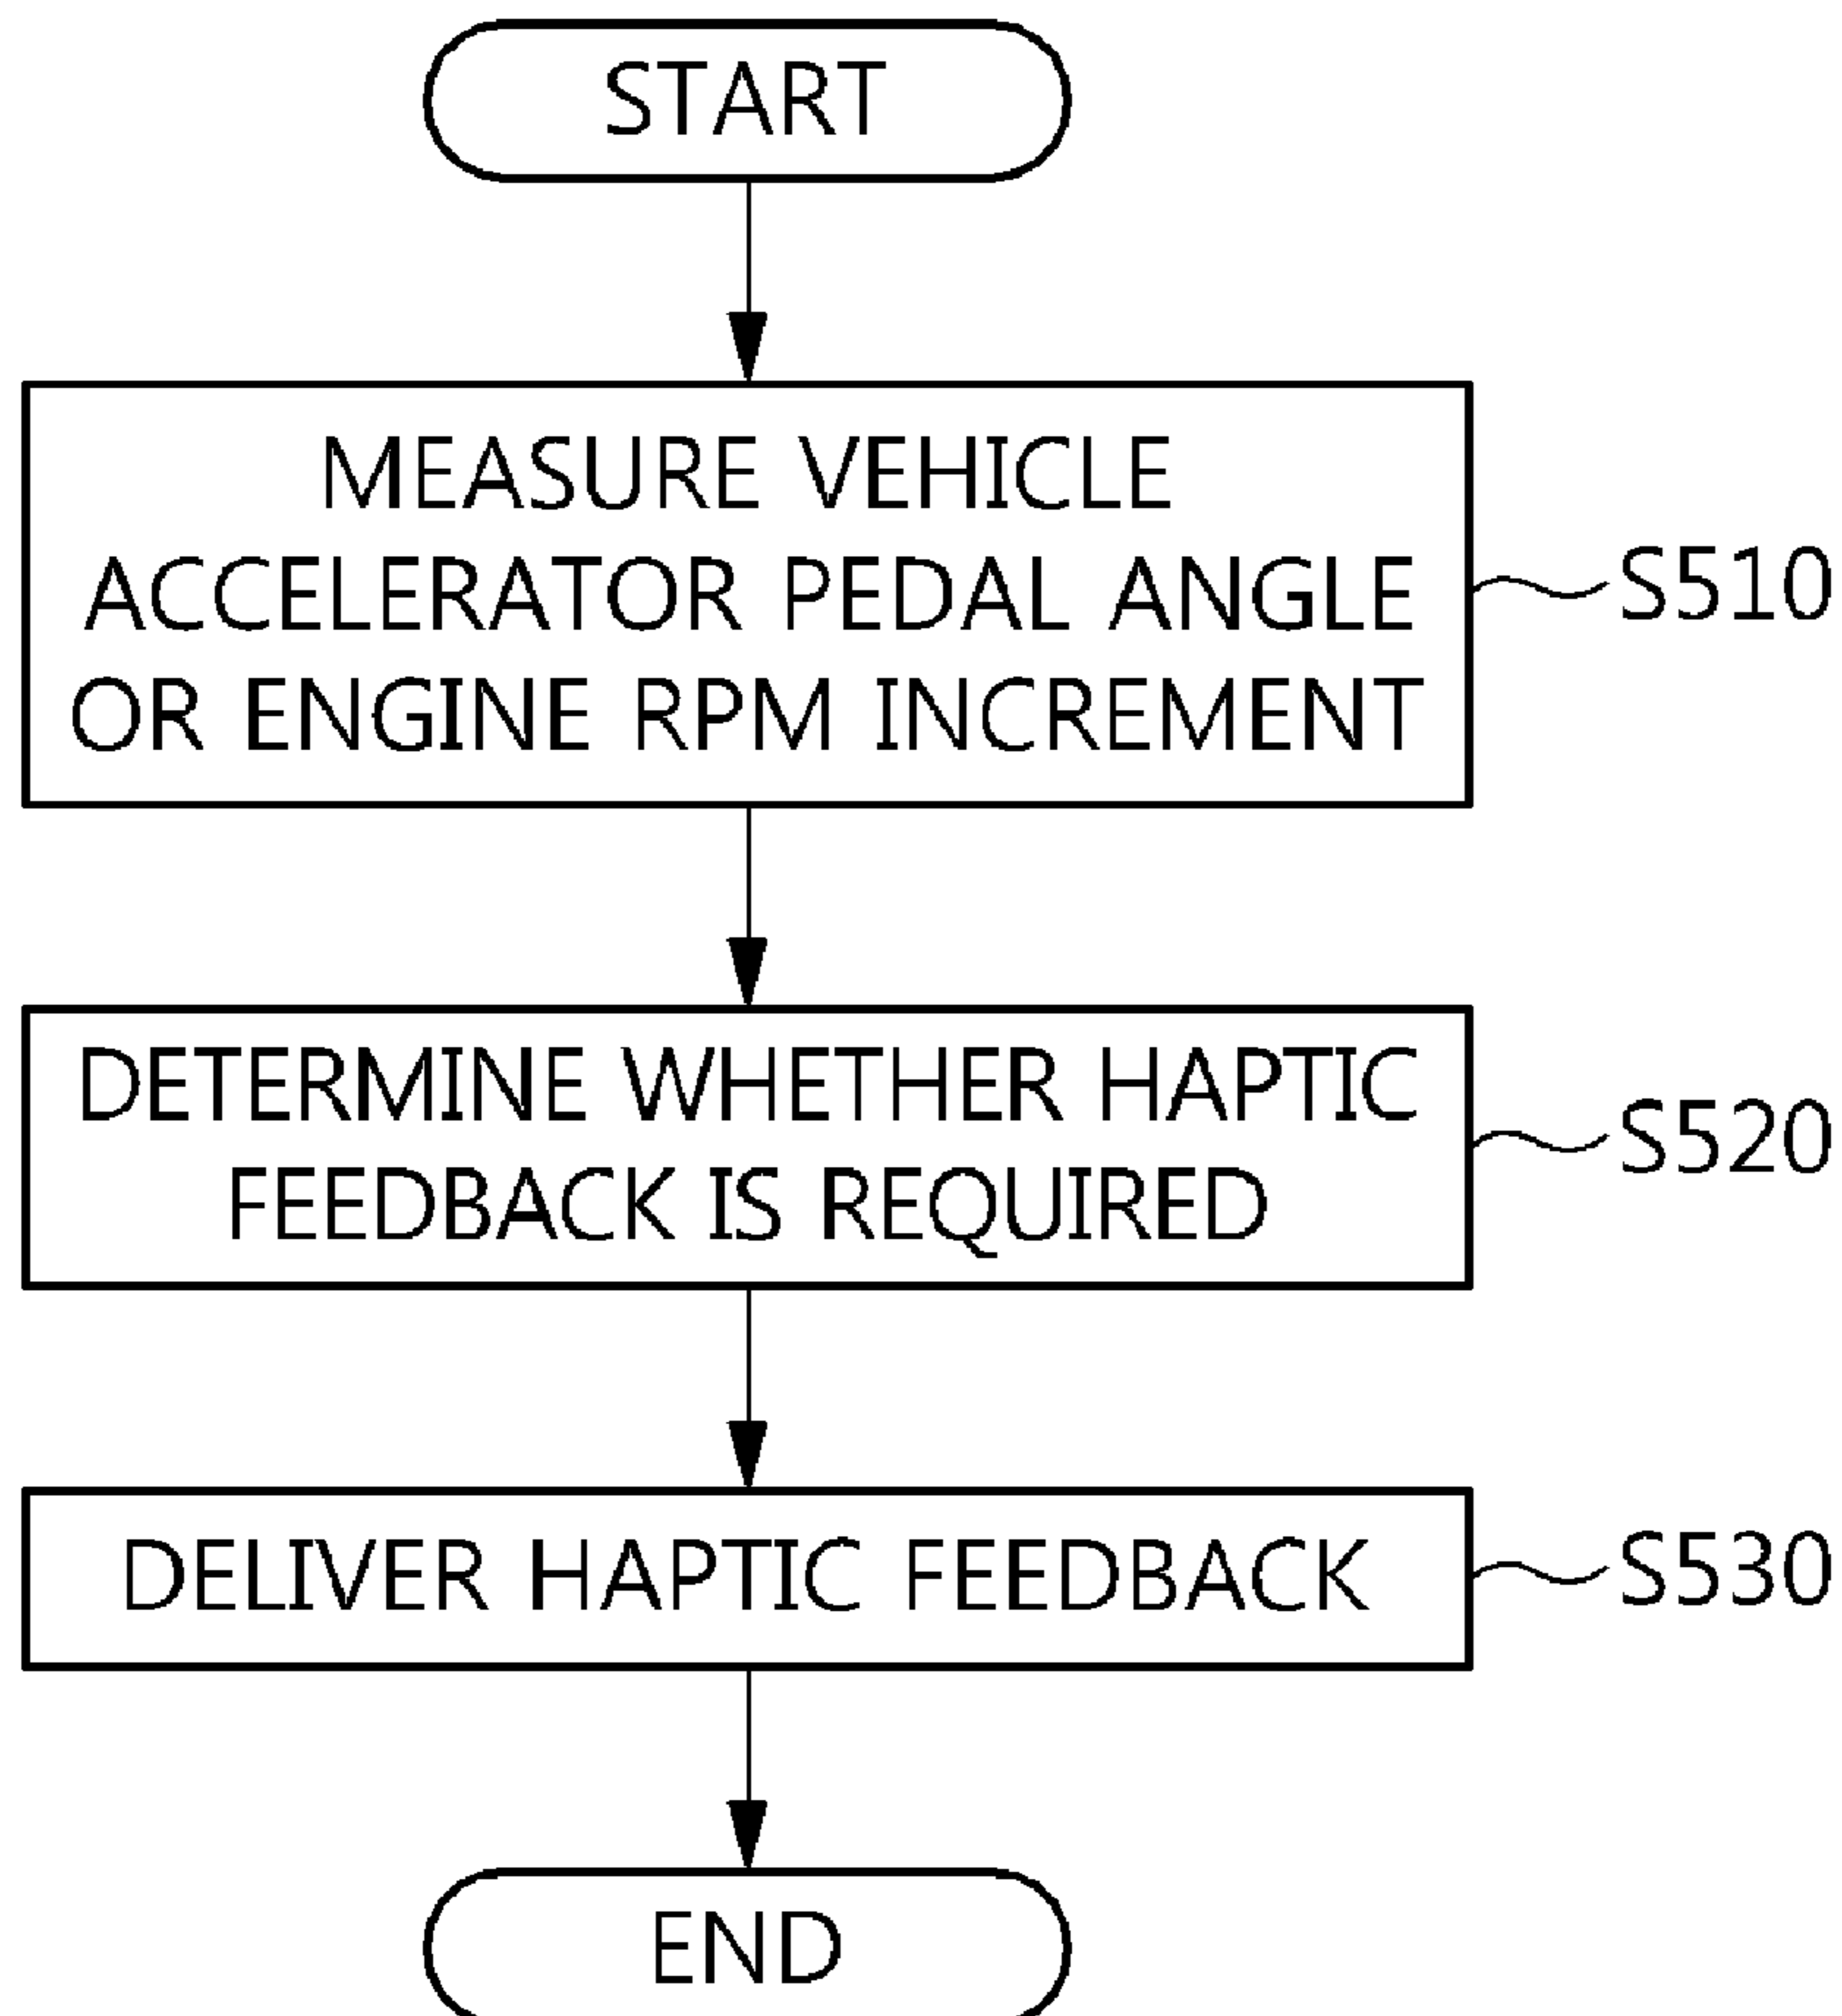 START
MEASURE VEHICLE
ACCELERATOR PEDAL ANGLE
OR ENGINE RPM INCREMENT
S510
DETERMINE WHETHER HAPTIC
FEEDBACK IS REQUIRED
S520
DELIVER HAPTIC FEEDBACK
S530
END